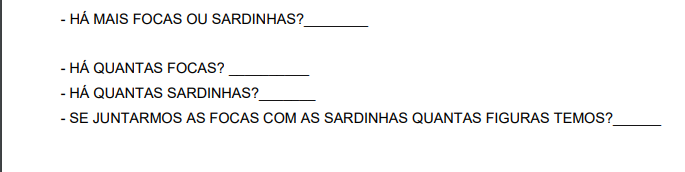 - HÁ MAIS FOCAS OU SARDINHAS?________
- HÁ QUANTAS FOCAS? __________
- HÁ QUANTAS SARDINHAS?_______
- SE JUNTARMOS AS FOCAS COM AS SARDINHAS QUANTAS FIGURAS TEMOS?______